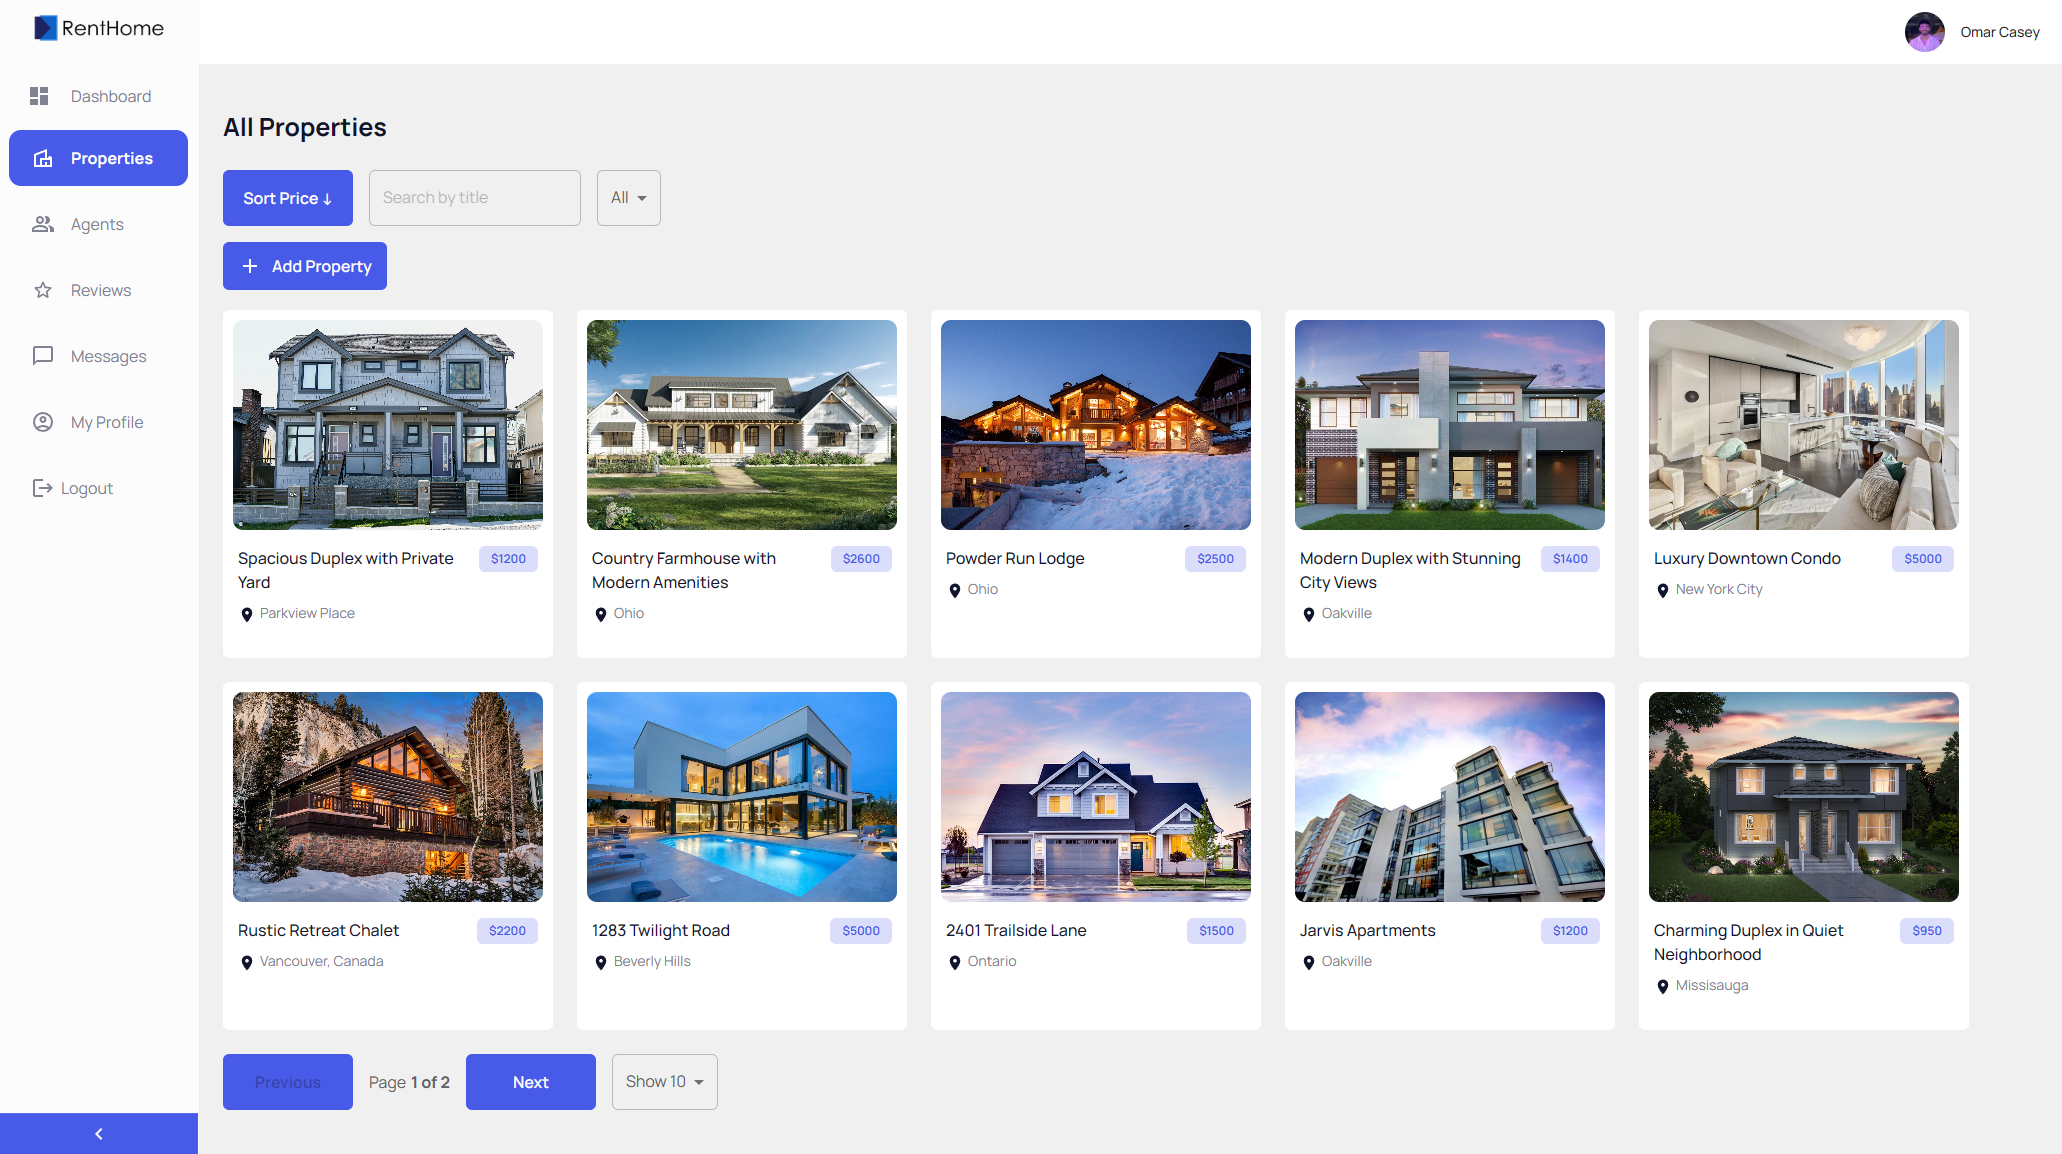 RentHome
Omar Casey
Dashboard
Properties
Agents
Reviews
Messages
My Profile
Logout
All Properties
Sort Price ↓
Search by title
All
+ Add Property
Spacious Duplex with Private
Yard
$1200
Parkview Place
Country Farmhouse with
Modern Amenities
$2600
Ohio
Powder Run Lodge
$2500
Ohio
Modern Duplex with Stunning
City Views
$1400
Oakville
Luxury Downtown Condo
$5000
New York City
Rustic Retreat Chalet
$2200
Vancouver, Canada
1283 Twilight Road
$5000
Beverly Hills
2401 Trailside Lane
$1500
Ontario
Jarvis Apartments
$1200
Oakville
Charming Duplex in Quiet
Neighborhood
$950
Missisauga
Previous
Page 1 of 2
Next
Show 10